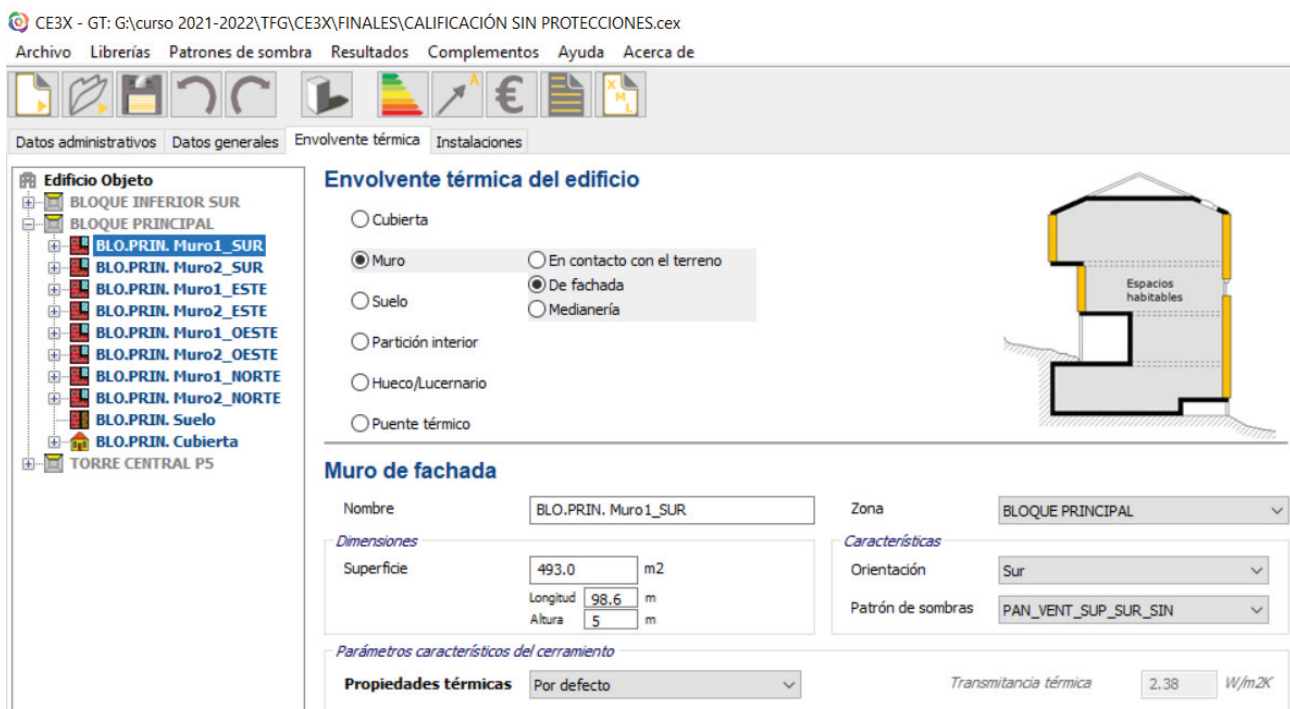 CE3X - GT: G:\curso 2021-2022\TFG\CE3X\FINALES\CALIFICACIÓN SIN PROTECCIONES.cex
Archivo Librerías Patrones de sombra Resultados Complementos Ayuda Acerca de
A € XML
Datos administrativos Datos generales Envolvente térmica Instalaciones
Edificio Objeto
BLOQUE INFERIOR SUR
BLOQUE PRINCIPAL
BLO.PRIN. Muro1_SUR
BLO.PRIN. Muro2_SUR
BLO.PRIN. Muro1_ESTE
BLO.PRIN. Muro2_ESTE
BLO.PRIN. Muro1_OESTE
BLO.PRIN. Muro2_OESTE
BLO.PRIN. Muro1_NORTE
BLO.PRIN. Muro2_NORTE
BLO.PRIN. Suelo
BLO.PRIN. Cubierta
TORRE CENTRAL P5
Envolvente térmica del edificio
Cubierta
Muro
En contacto con el terreno
De fachada
Medianería
Suelo
Partición interior
Hueco/Lucernario
Puente térmico
Espacios
habitables
Muro de fachada
Nombre BLO.PRIN. Muro1_SUR Zona BLOQUE PRINCIPAL
Dimensiones
Superficie 493.0 m2
Longitud 98.6 m
Altura 5 m
Características
Orientación Sur
Patrón de sombras PAN_VENT_SUP_SUR_SIN
Parámetros característicos del cerramiento
Propiedades térmicas Por defecto Transmitancia térmica 2.38 W/m2K